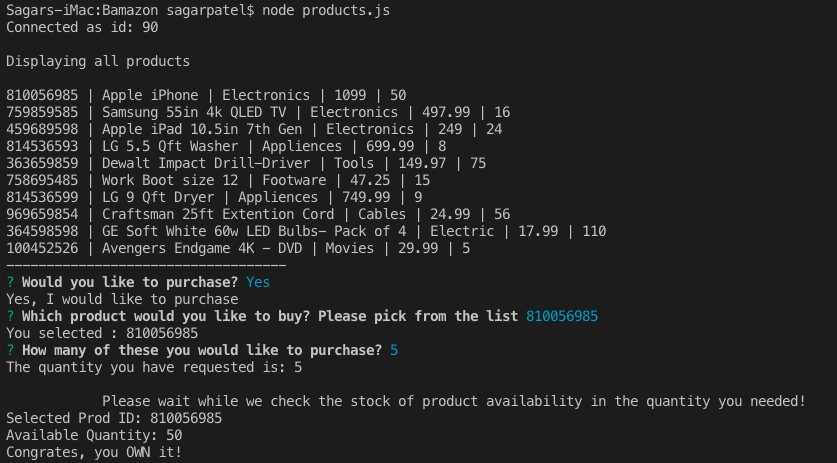 Sagars-iMac:Bamazon sagarpatel$ node products.js
Connected as id: 90
Displaying all products
810056985 | Apple iPhone | Electronics | 1099 | 50
759859585 | Samsung 55in 4k QLED TV | Electronics | 497.99 | 16
459689598 | Apple iPad 10.5in 7th Gen | Electronics | 249 | 24
814536593 | LG 5.5 Qft Washer | Appliences | 699.99 | 8
363659859 | Dewalt Impact Drill-Driver | Tools | 149.97 | 75
758695485 | Work Boot size 12 | Footware | 47.25 | 15
814536599 | LG 9 Qft Dryer | Appliences | 749.99 | 9
969659854 | Craftsman 25ft Extention Cord | Cables | 24.99 | 56
364598598 | GE Soft White 60w LED Bulbs- Pack of 4 | Electric | 17.99 | 110
100452526 | Avengers Endgame 4K - DVD | Movies | 29.99 | 5
-----------------------------------
? Would you like to purchase? Yes
Yes, I would like to purchase
? Which product would you like to buy? Please pick from the list 810056985
You selected : 810056985
? How many of these you would like to purchase? 5
The quantity you have requested is: 5
Please wait while we check the stock of product availability in the quantity you needed!
Selected Prod ID: 810056985
Available Quantity: 50
Congrates, you OWN it!